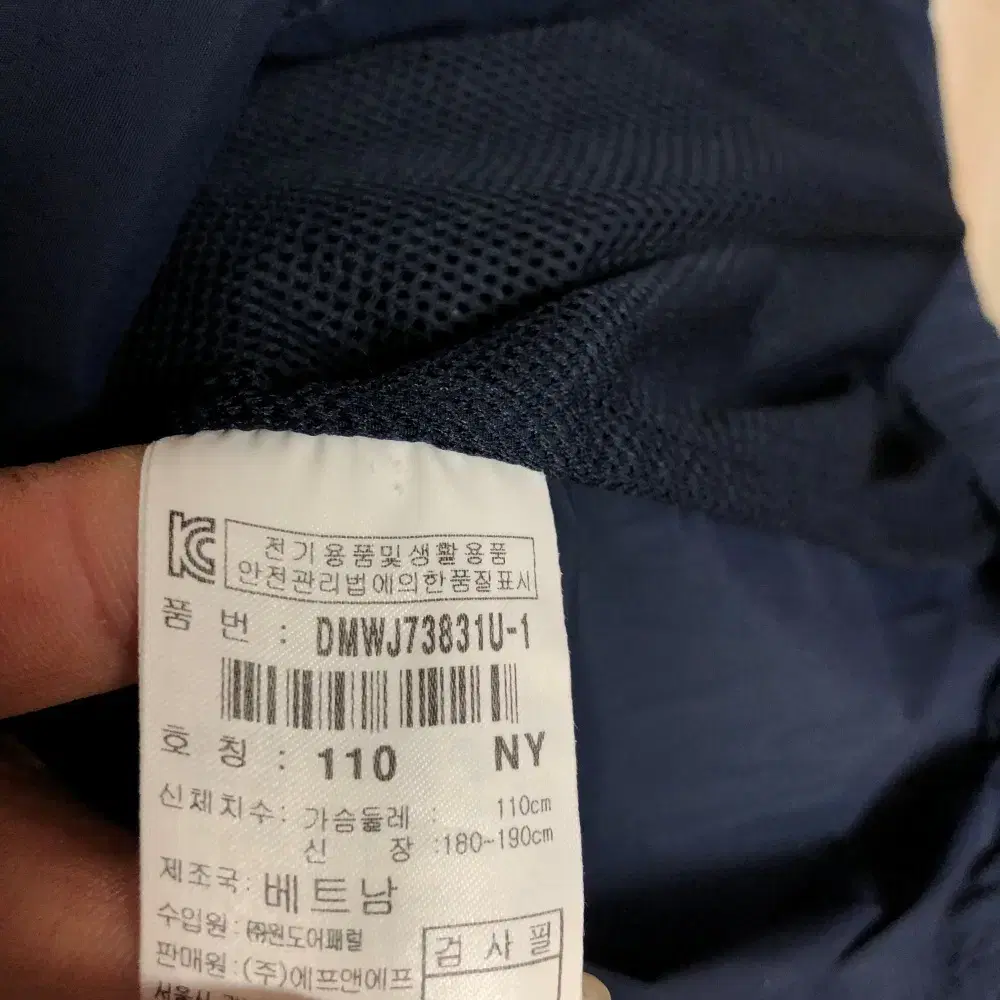 KC 전기용품및생활용품
안전관리법에의한품질표시
품 번 : DMWJ73831U-1
호 칭 : 110 NY
신체치수: 가슴둘레 : 110cm
신 장 :180~190cm
제조국: 베트남
수입원: ㈜원도어패럴
판매원:(주)에프앤에프
검 사 필
서울시